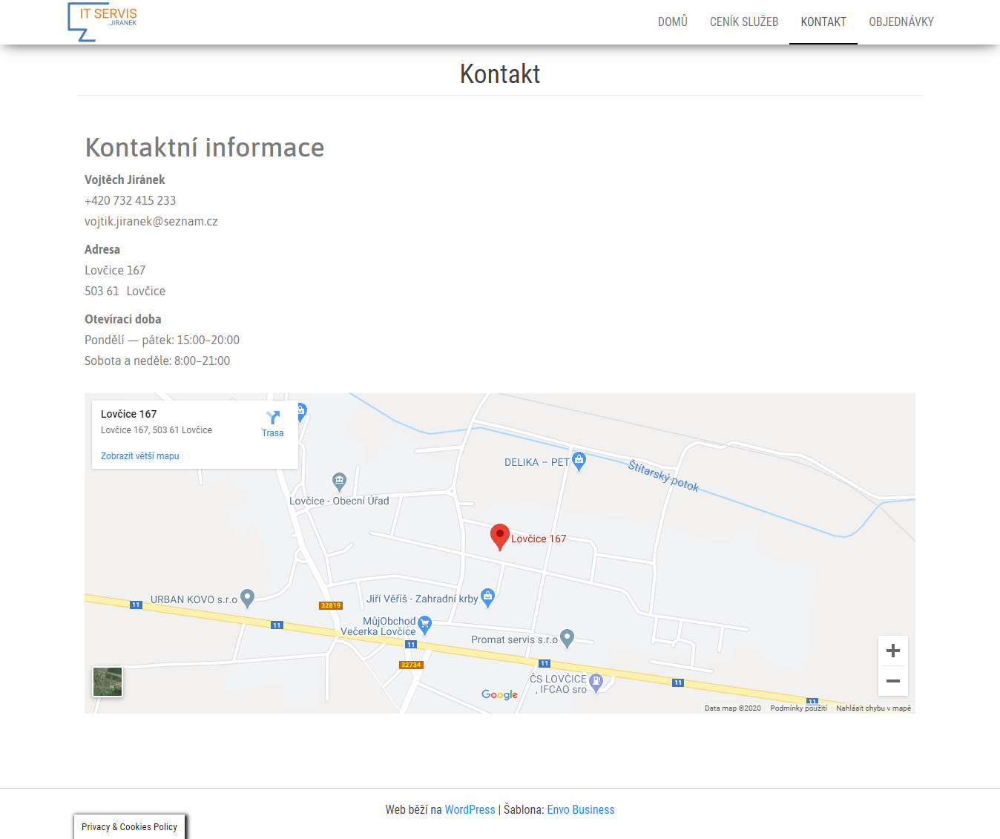 IT SERVIS
JIRANEK
DOMŮ
CENÍK SLUŽEB
KONTAKT
OBJEDNÁVKY
Kontakt
Kontaktní informace
Vojtěch Jiránek
+420 732 415 233
vojtik.jiranek@seznam.cz
Adresa
Lovčice 167
503 61 Lovčice
Otevírací doba
Pondělí — pátek: 15:00–20:00
Sobota a neděle: 8:00–21:00
Lovčice 167
Lovčice 167, 503 61 Lovčice
Trasa
Zobrazit větší mapu
DELIKA – PET
Štítarský potok
Lovčice - Obecní Úřad
Lovčice 167
URBAN KOVO s.r.o
Jiří Věříš - Zahradní krby
11
32819
MůjObchod
Večerka Lovčice
11
Promat servis s.r.o
11
32734
11
ČS LOVČICE
, IFCAO sro
11
11
Google
Data map ©2020
Podmínky použití
Nahlásit chybu v mapě
Web běží na WordPress | Šablona: Envo Business
Privacy & Cookies Policy